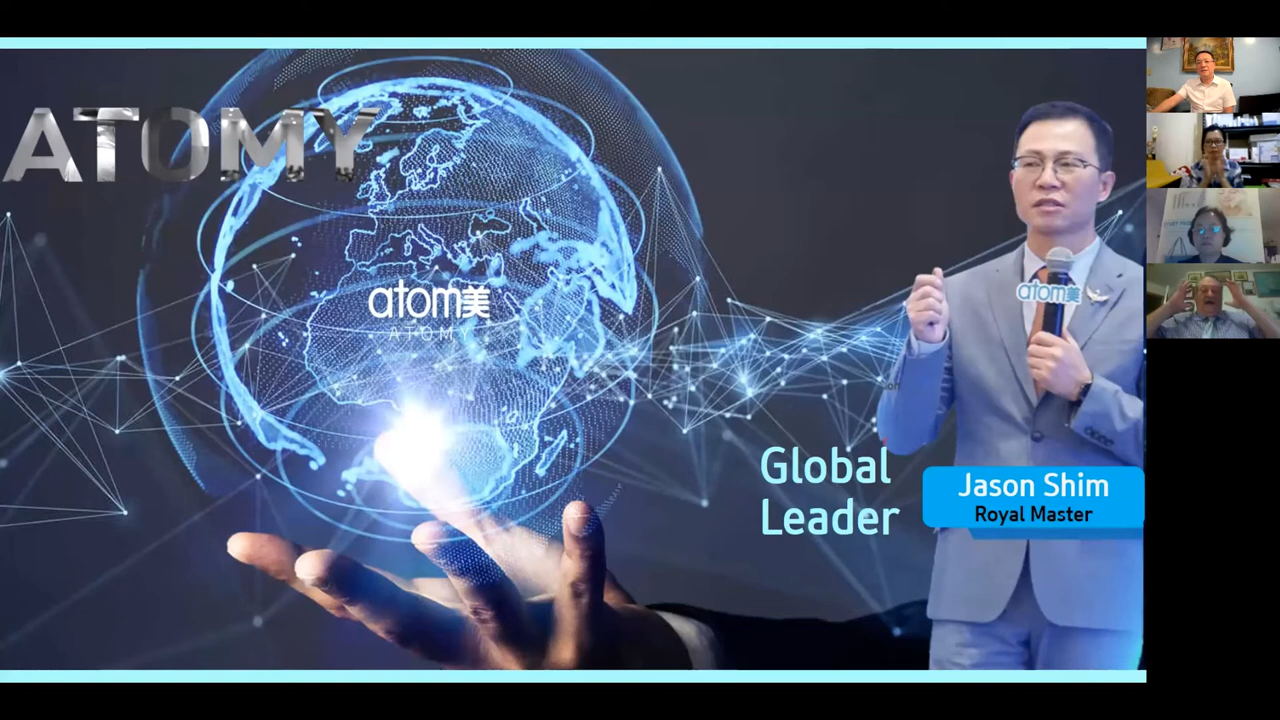 ATOMY
atom美
ATOMY
atom美
Global
Leader
Jason Shim
Royal Master